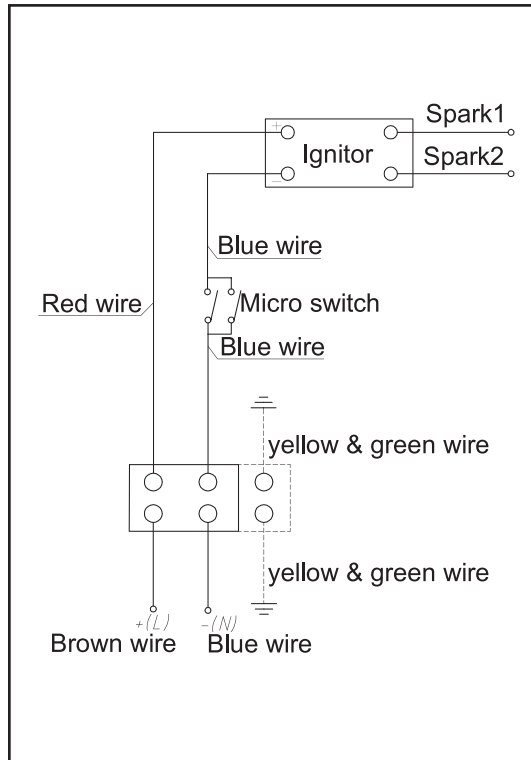 Spark1
+
Ignitor
Spark2
−
Blue wire
Red wire
Micro switch
Blue wire
yellow & green wire
yellow & green wire
+(L)
-(N)
Brown wire
Blue wire